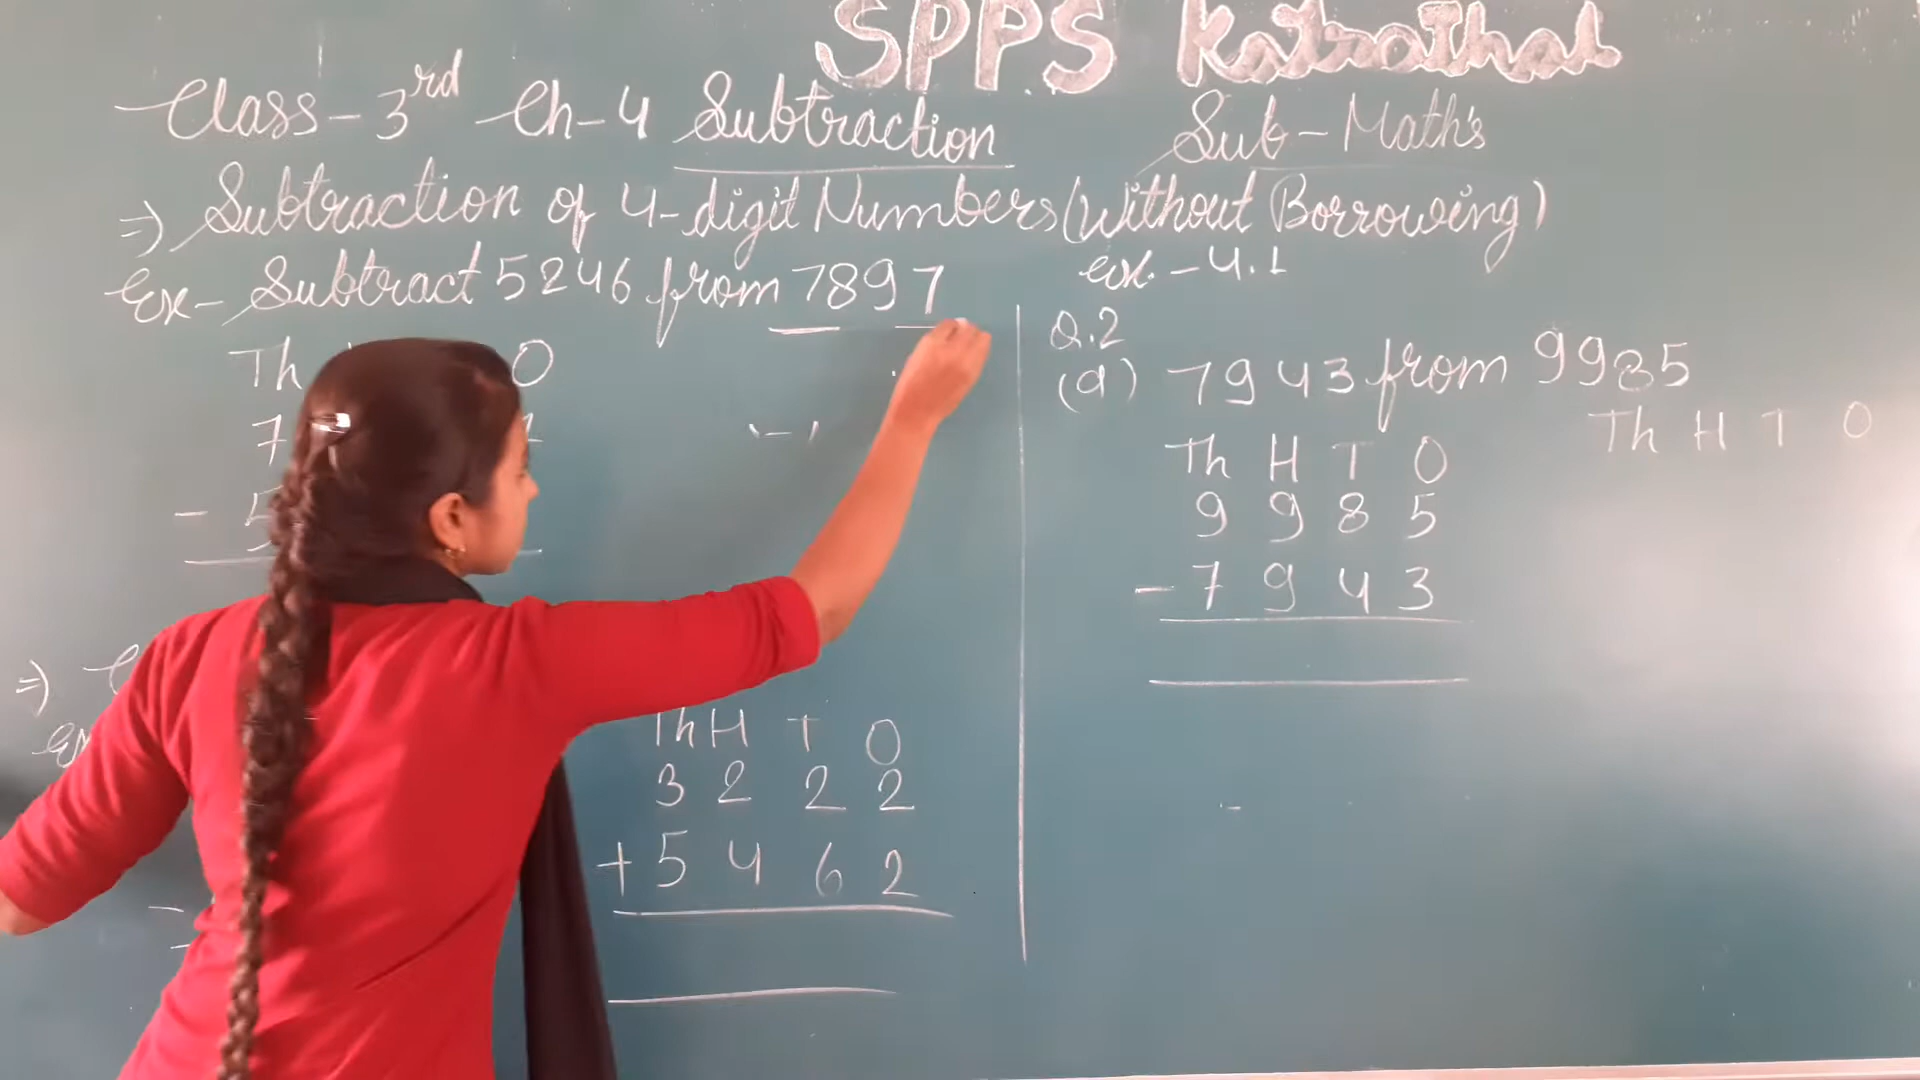 SPPS Katrathal
Class-3rd Ch-4 Subtraction Sub-Math's
=> Subtraction of 4-digit Numbers (Without Borrowing)
Ex- Subtract 5246 from 7897
Th O
7
- 5
=>
Th H T O
3 2 2 2
+ 5 4 6 2
Ex.-4.1
Q.2
(a) 7943 from 9985
Th H T O
Th H T O
9 9 8 5
- 7 9 4 3